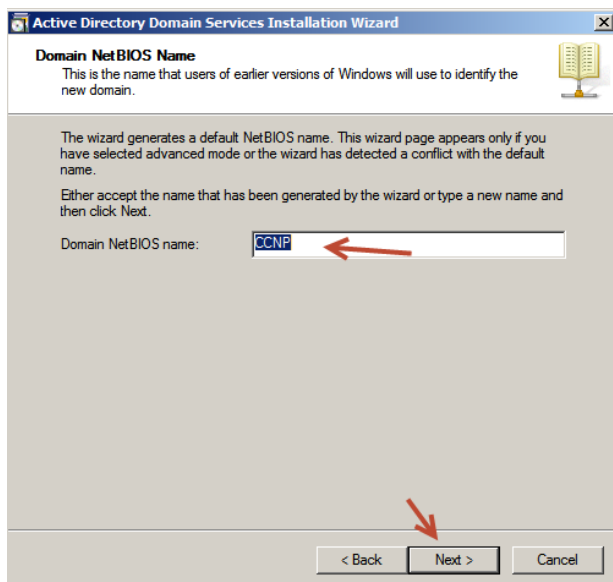 Active Directory Domain Services Installation Wizard
Domain NetBIOS Name
This is the name that users of earlier versions of Windows will use to identify the
new domain.
The wizard generates a default NetBIOS name. This wizard page appears only if you
have selected advanced mode or the wizard has detected a conflict with the default
name.
Either accept the name that has been generated by the wizard or type a new name and
then click Next.
Domain NetBIOS name: CCNP
< Back Next > Cancel